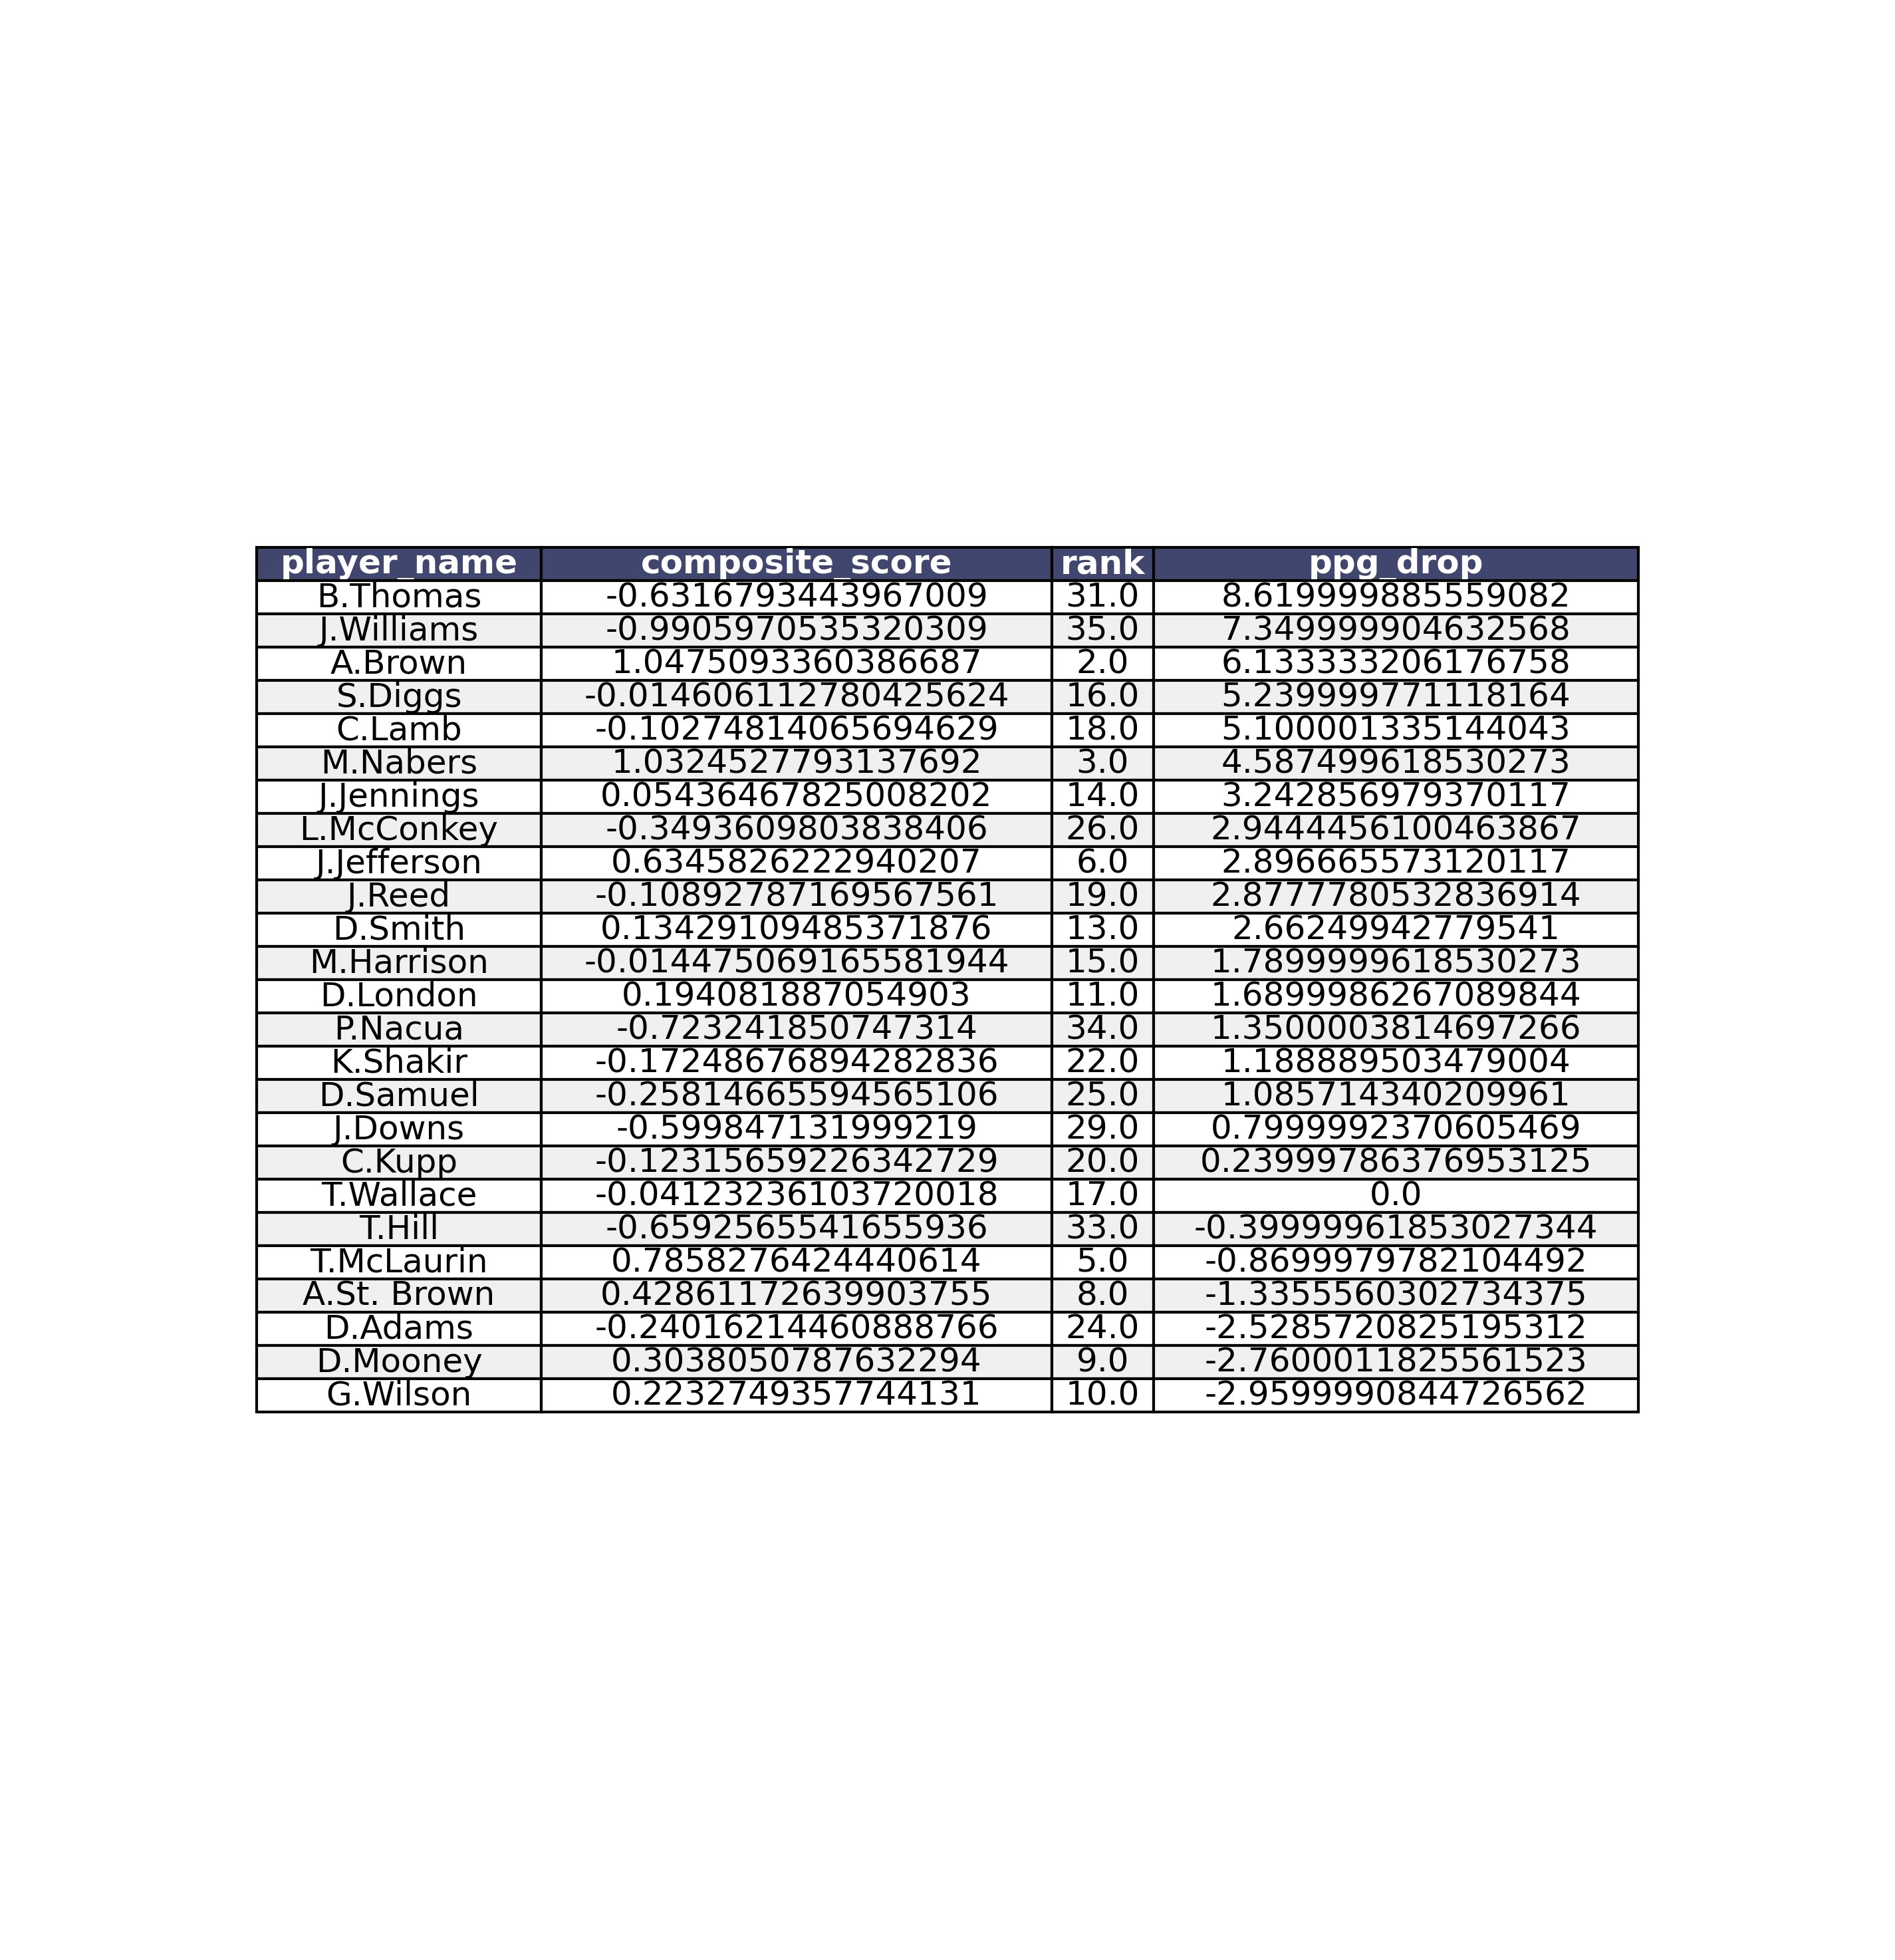 player_name composite_score rank ppg_drop
B.Thomas -0.6316793443967009 31.0 8.619999885559082
J.Williams -0.9905970535320309 35.0 7.349999904632568
A.Brown 1.0475093360386687 2.0 6.133333206176758
S.Diggs -0.014606112780425624 16.0 5.239999771118164
C.Lamb -0.10274814065694629 18.0 5.100001335144043
M.Nabers 1.0324527793137692 3.0 4.587499618530273
J.Jennings 0.05436467825008202 14.0 3.242856979370117
L.McConkey -0.3493609803838406 26.0 2.9444456100463867
J.Jefferson 0.6345826222940207 6.0 2.896665573120117
J.Reed -0.10892787169567561 19.0 2.8777780532836914
D.Smith 0.13429109485371876 13.0 2.66249942779541
M.Harrison -0.014475069165581944 15.0 1.7899999618530273
D.London 0.194081887054903 11.0 1.6899986267089844
P.Nacua -0.723241850747314 34.0 1.3500003814697266
K.Shakir -0.17248676894282836 22.0 1.188889503479004
D.Samuel -0.25814665594565106 25.0 1.085714340209961
J.Downs -0.599847131999219 29.0 0.7999992370605469
C.Kupp -0.12315659226342729 20.0 0.23999786376953125
T.Wallace -0.04123236103720018 17.0 0.0
T.Hill -0.6592565541655936 33.0 -0.39999961853027344
T.McLaurin 0.7858276424440614 5.0 -0.8699979782104492
A.St. Brown 0.42861172639903755 8.0 -1.3355560302734375
D.Adams -0.24016214460888766 24.0 -2.5285720825195312
D.Mooney 0.3038050787632294 9.0 -2.7600011825561523
G.Wilson 0.2232749357744131 10.0 -2.9599990844726562